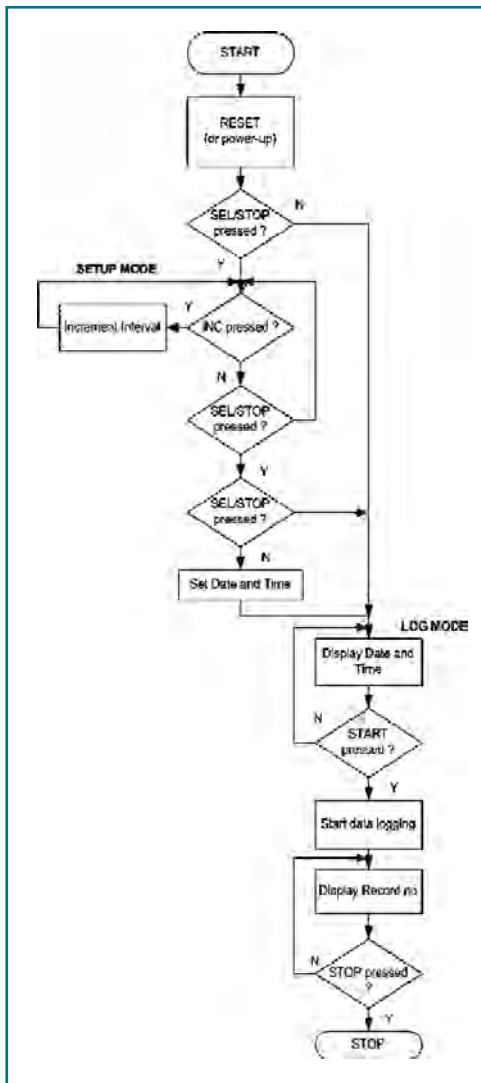 START
RESET
(or power-up)
SEL/STOP
pressed ?
N
Y
SETUP MODE
INC pressed ?
Y
Increment Interval
N
SEL/STOP
pressed ?
Y
SEL/STOP
pressed ?
N
Set Date and Time
LOG MODE
Display Date and
Time
START
pressed ?
N
Y
Start data logging
Display Record no
STOP pressed
?
N
Y
STOP